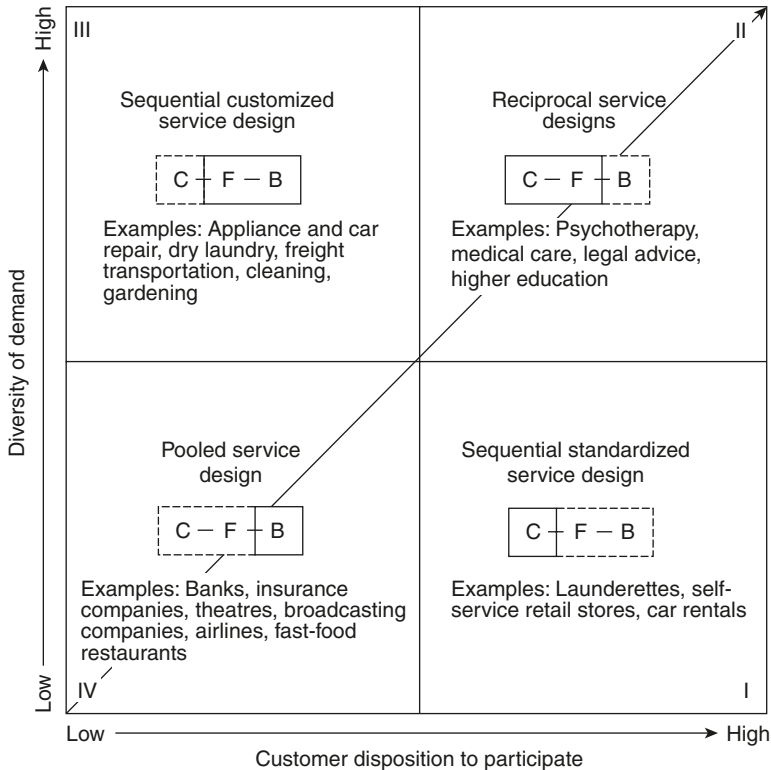 High
Diversity of demand
Low
III
Sequential customized
service design
C – F – B
Examples: Appliance and car
repair, dry laundry, freight
transportation, cleaning,
gardening
II
Reciprocal service
designs
C – F – B
Examples: Psychotherapy,
medical care, legal advice,
higher education
Pooled service
design
C – F – B
Examples: Banks, insurance
companies, theatres, broadcasting
companies, airlines, fast-food
restaurants
IV
Sequential standardized
service design
C – F – B
Examples: Launderettes, self-
service retail stores, car rentals
I
Low
High
Customer disposition to participate